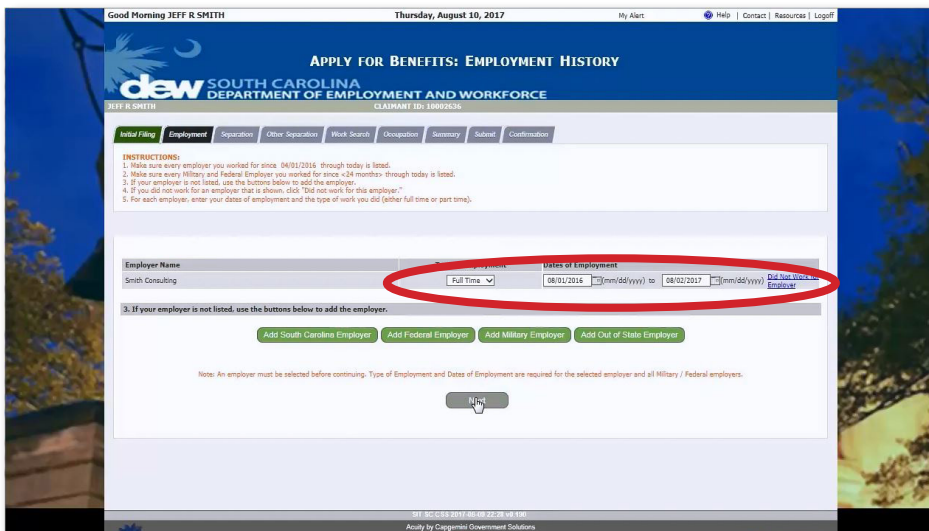 Good Morning JEFF R SMITH Thursday, August 10, 2017 My Alert Help | Contact | Resources | Logoff
APPLY FOR BENEFITS: EMPLOYMENT HISTORY
dew SOUTH CAROLINA
DEPARTMENT OF EMPLOYMENT AND WORKFORCE
JEFF R SMITH CLAIMANT ID: 10002636
Initial Filing Employment Separation Other Separation Work Search Occupation Summary Submit Confirmation
INSTRUCTIONS:
1. Make sure every employer you worked for since 04/01/2016 through today is listed.
2. Make sure every Military and Federal Employer you worked for since <24 months> through today is listed.
3. If your employer is not listed, use the buttons below to add the employer.
4. If you did not work for an employer that is shown, click "Did not work for this employer."
5. For each employer, enter your dates of employment and the type of work you did (either full time or part time).
Employer Name Dates of Employment
Smith Consulting Full Time 08/01/2016 (mm/dd/yyyy) to 08/02/2017 (mm/dd/yyyy) Did Not Work
Employer
3. If your employer is not listed, use the buttons below to add the employer.
Add South Carolina Employer Add Federal Employer Add Military Employer Add Out of State Employer
Note: An employer must be selected before continuing. Type of Employment and Dates of Employment are required for the selected employer and all Military / Federal employers.
Next
Acuity by Capgemini Government Solutions